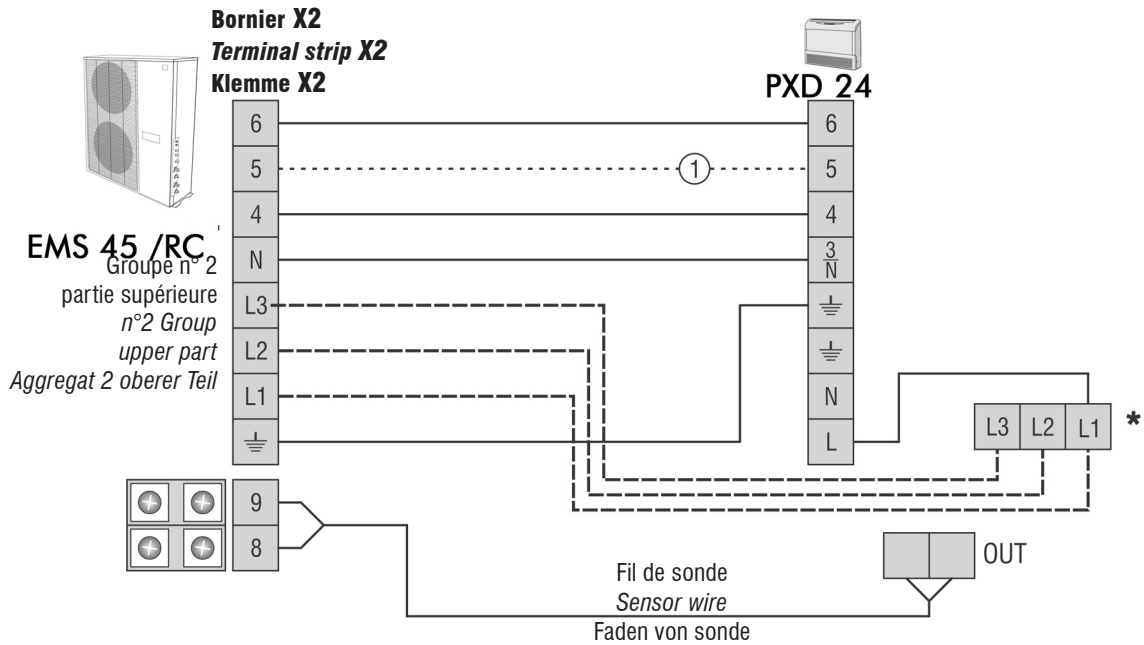 Bornier X2
Terminal strip X2
Klemme X2
PXD 24
EMS 45 /RC
Groupe n° 2
partie supérieure
n°2 Group
upper part
Aggregat 2 oberer Teil
6
5
4
N
L3
L2
L1
9
8
1
6
5
4
3
N
N
L
L3 L2 L1 *
OUT
Fil de sonde
Sensor wire
Faden von sonde